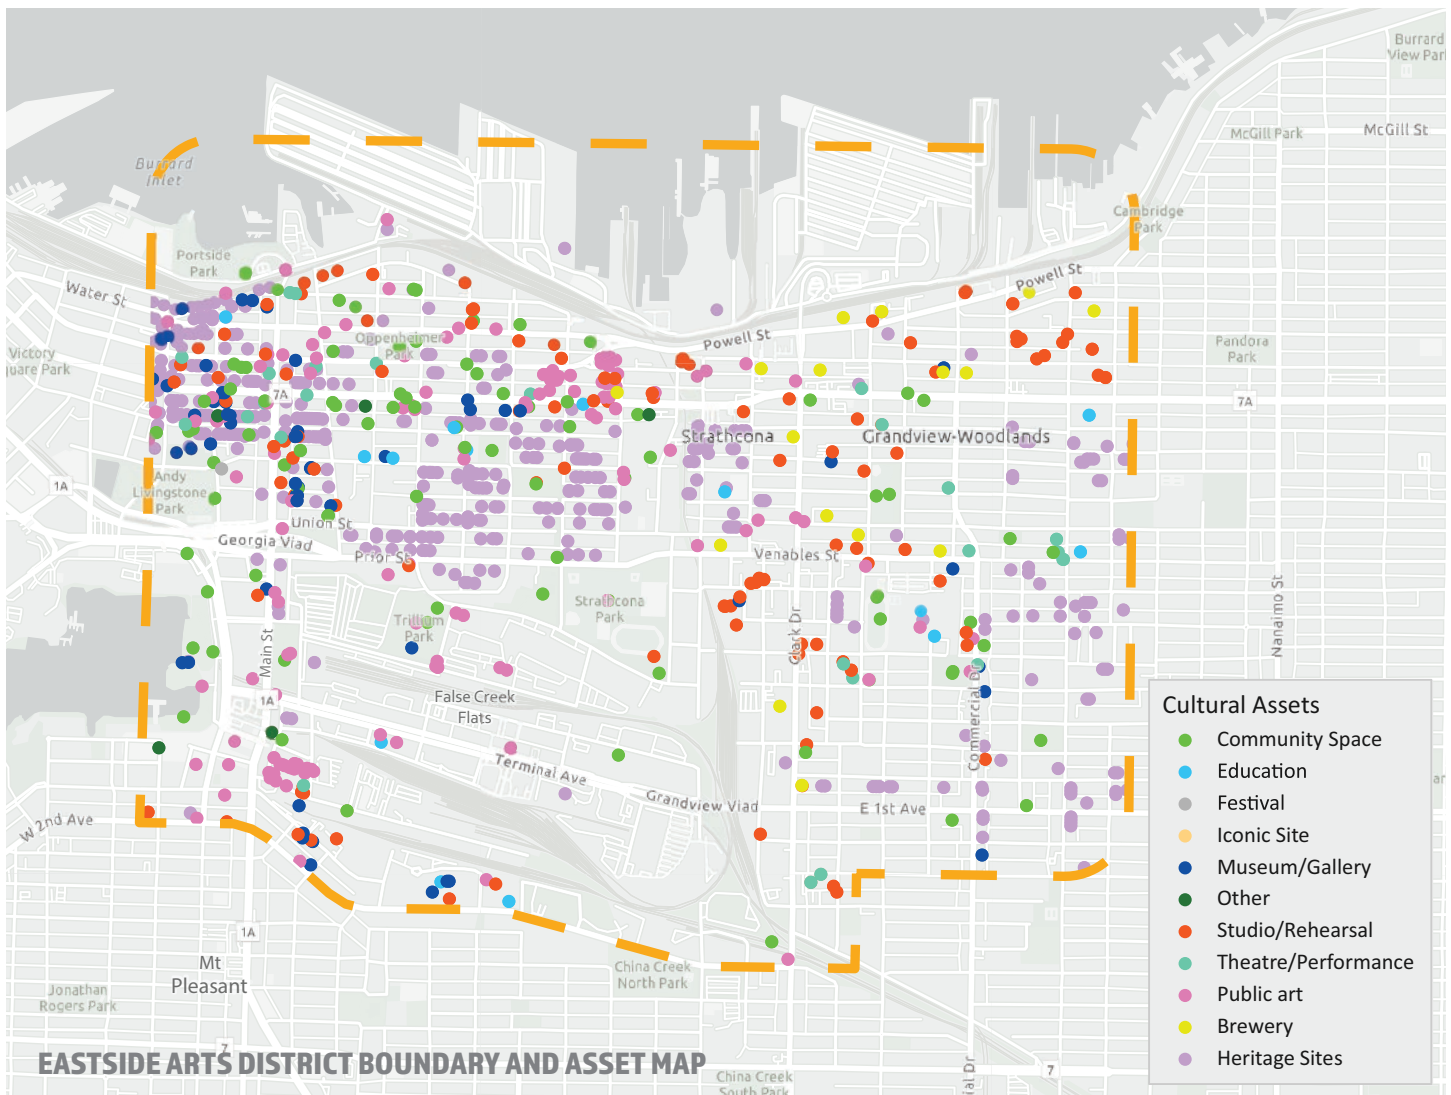 Burrard
View Par
McGill Park
McGill St
Burrard
Inlet
Cambridge
Park
Portside
Park
Water St
Powell St
Victory
quare Park
Oppenheimer
Park
Powell St
Pandora
Park
7A
7A
Strathcona
Grandview-Woodlands
1A
Andy
Livingstone
Park
Union St
Georgia Viad
Prior St
Venables St
Strathcona
Park
Trillium
Park
Clark Dr
Nanaimo St
Main St
1A
False Creek
Flats
Commercial Dr
Terminal Ave
Grandview Viad
E 1st Ave
W 2nd Ave
1A
Mt
Pleasant
China Creek
North Park
Jonathan
Rogers Park
7
China Creek
South Park
ial Dr
7
EASTSIDE ARTS DISTRICT BOUNDARY AND ASSET MAP
Cultural Assets
Community Space
Education
Festival
Iconic Site
Museum/Gallery
Other
Studio/Rehearsal
Theatre/Performance
Public art
Brewery
Heritage Sites